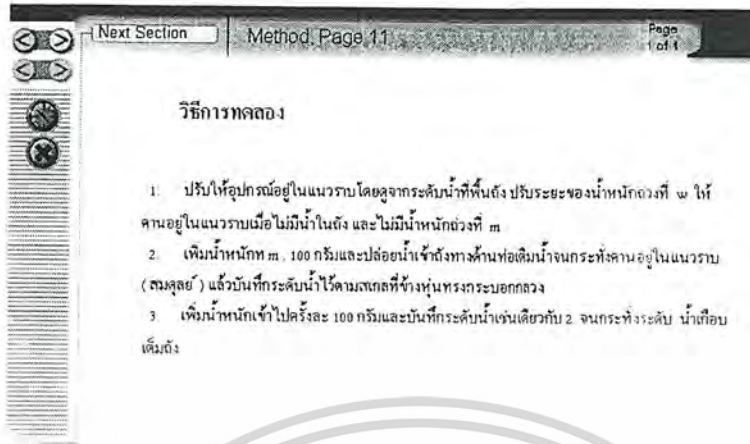 Next Section
Method, Page 11
Page
1 of 1
วิธีการทดลอง
1. ปรับให้อุปกรณ์อยู่ในแนวราบโดยดูจากระดับน้ำที่พื้นถัง ปรับระยะของน้ำหนักถ่วงที่ w ให้
คานอยู่ในแนวราบเมื่อไม่มีน้ำในถัง และไม่มีน้ำหนักถ่วงที่ m
2. เพิ่มน้ำหนักท m , 100 กรัมและปล่อยน้ำเข้าถังทางด้านท่อเติมน้ำจนกระทั่งคานอยู่ในแนวราบ
( สมดุลย์ ) แล้วบันทึกระดับน้ำไว้ตามสเกลที่ข้างทุ่นทรงกระบอกกลวง
3. เพิ่มน้ำหนักเข้าไปครั้งละ 100 กรัมและบันทึกระดับน้ำเช่นเดียวกับ 2. จนกระทั่งระดับ น้ำเกือบ
เต็มถัง